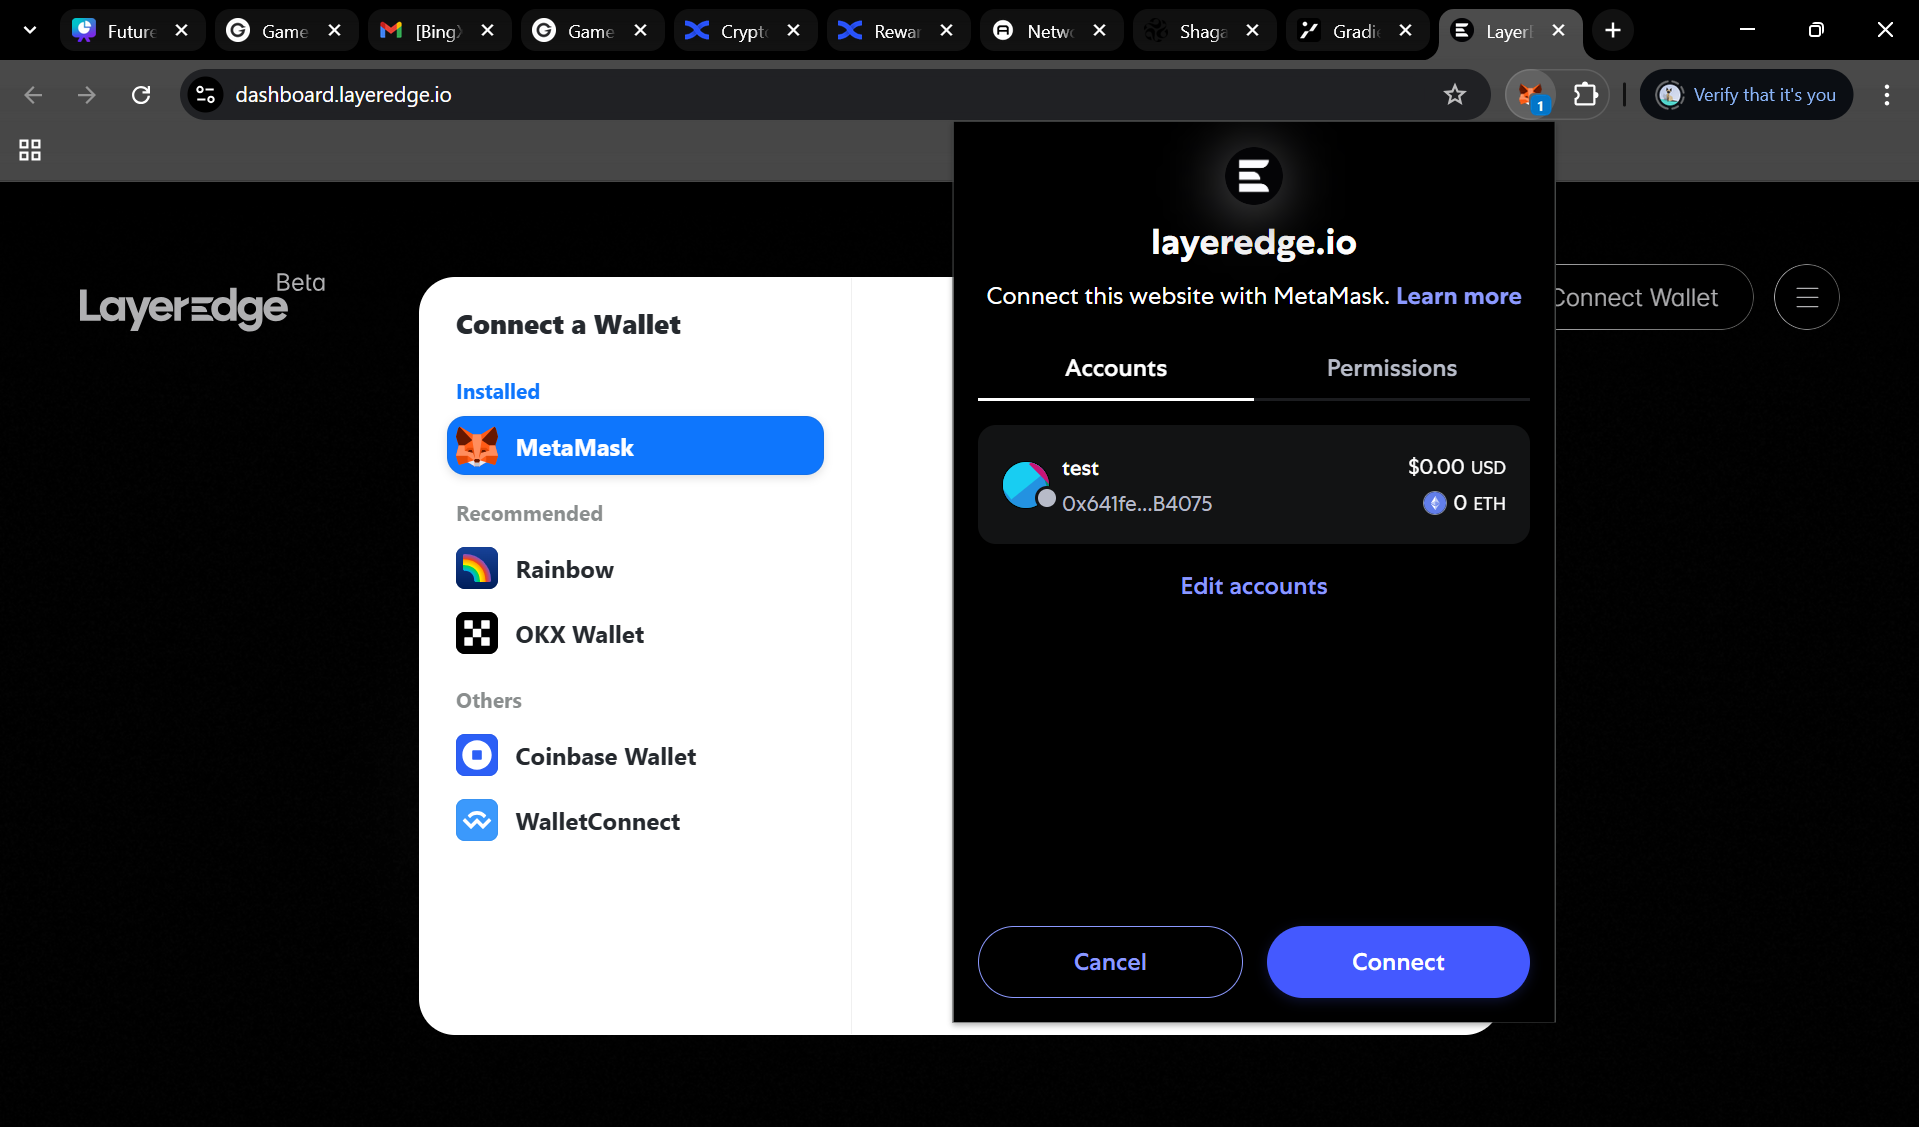 Future
Game
[Bing
Game
Crypt
Rewar
Netw
Shaga
Gradi
Layer
dashboard.layeredge.io
1
Verify that it's you
layeredge.io
Connect this website with MetaMask. Learn more
Accounts
Permissions
test
0x641fe...B4075
$0.00 USD
0 ETH
Edit accounts
Cancel
Connect
LayerEdge
Beta
Connect Wallet
Connect a Wallet
Installed
MetaMask
Recommended
Rainbow
OKX Wallet
Others
Coinbase Wallet
WalletConnect